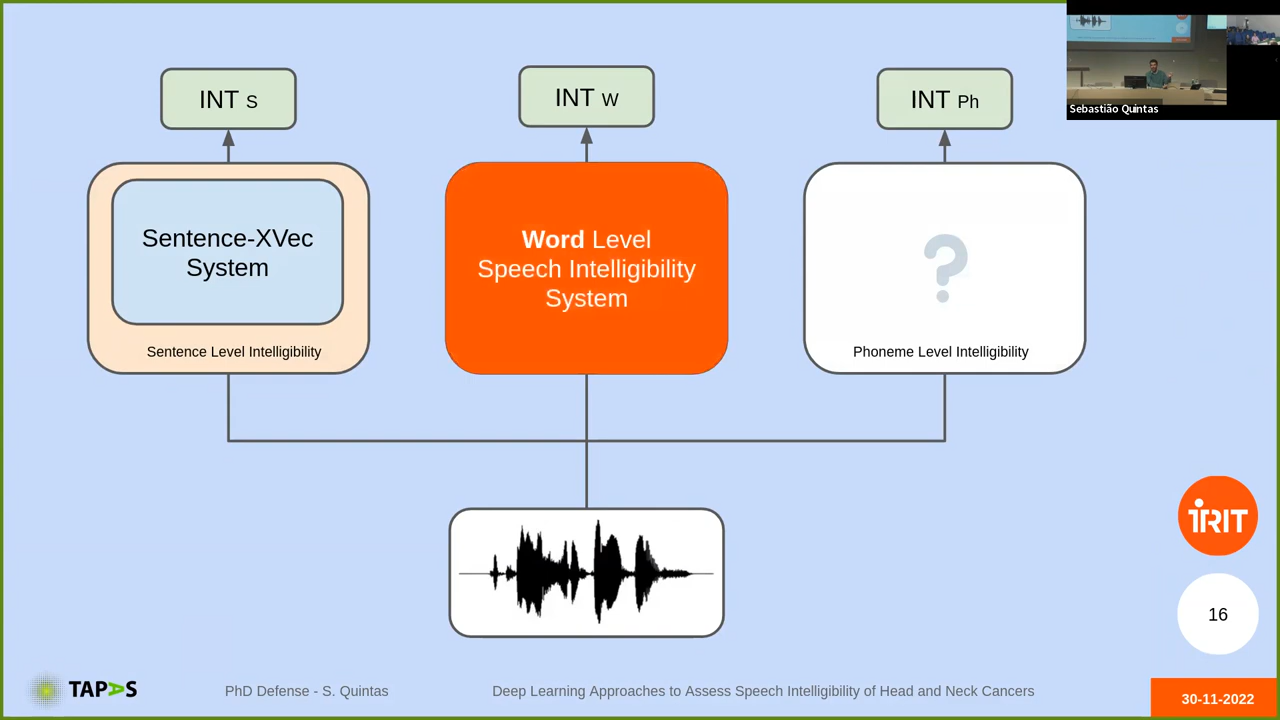 INT S
INT W
INT Ph
Sebastião Quintas
Sentence-XVec
System
Sentence Level Intelligibility
Word Level
Speech Intelligibility
System
?
Phoneme Level Intelligibility
iRIT
16
TAPAS
PhD Defense - S. Quintas
Deep Learning Approaches to Assess Speech Intelligibility of Head and Neck Cancers
30-11-2022